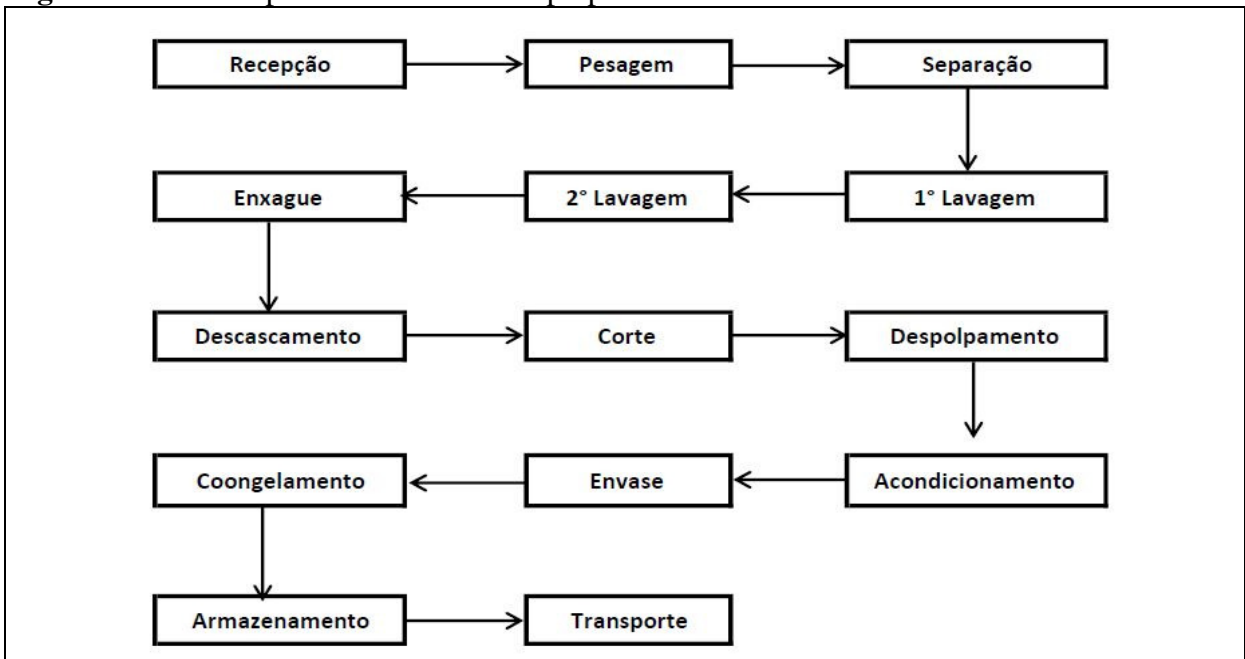 Recepção
Pesagem
Separação
1° Lavagem
2° Lavagem
Enxague
Descascamento
Corte
Despolpamento
Acondicionamento
Envase
Coongelamento
Armazenamento
Transporte